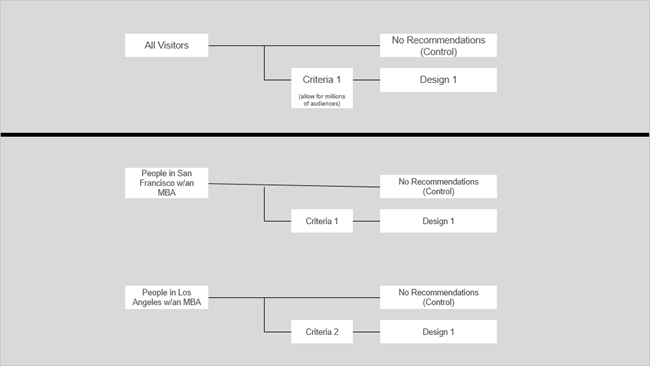 All Visitors
No Recommendations
(Control)
Criteria 1
(allow for millions
of audiences)
Design 1
People in San
Francisco w/an
MBA
No Recommendations
(Control)
Criteria 1
Design 1
People in Los
Angeles w/an MBA
No Recommendations
(Control)
Criteria 2
Design 1